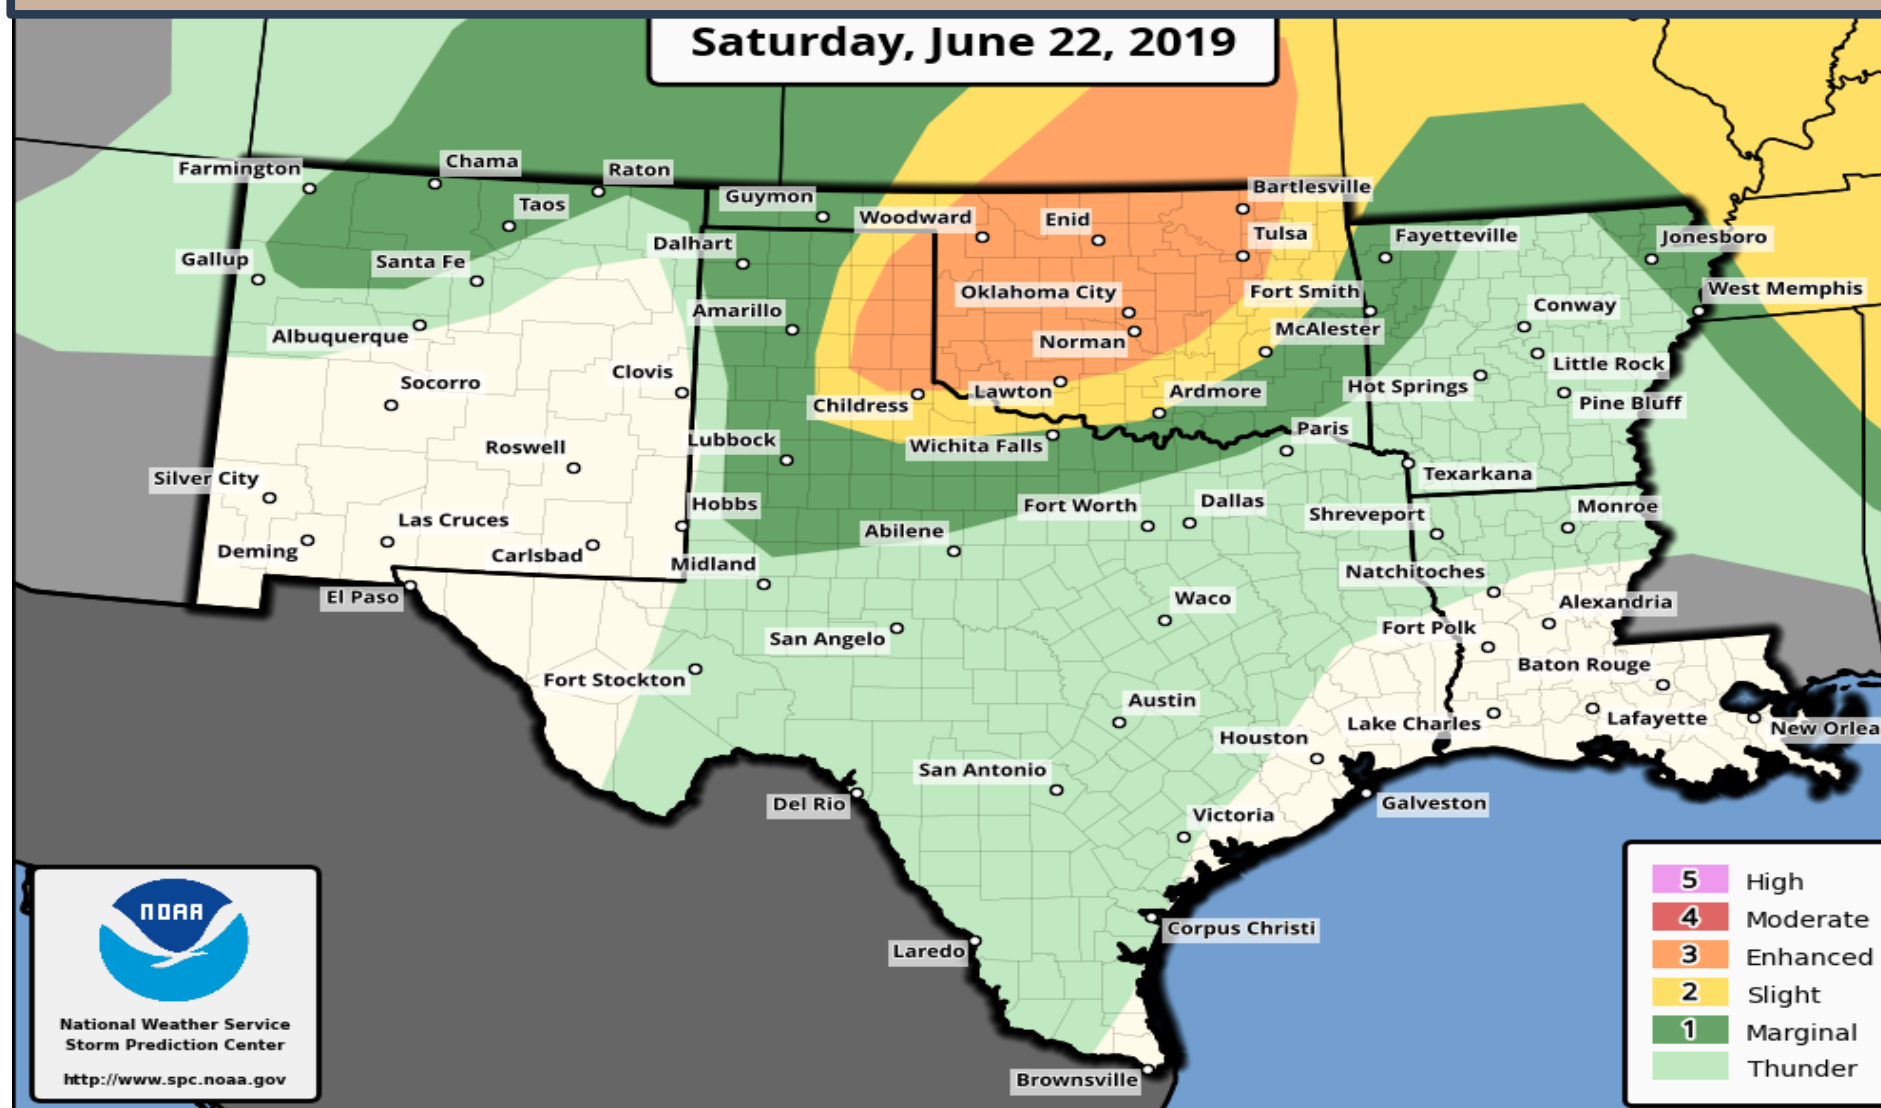 Saturday, June 22, 2019
Farmington
Chama
Raton
Guymon
Bartlesville
Taos
Woodward
Enid
Tulsa
Fayetteville
Jonesboro
Gallup
Santa Fe
Dalhart
Oklahoma City
Fort Smith
West Memphis
Albuquerque
Amarillo
Norman
McAlester
Conway
Socorro
Clovis
Childress
Lawton
Ardmore
Hot Springs
Little Rock
Pine Bluff
Roswell
Lubbock
Wichita Falls
Paris
Silver City
Hobbs
Fort Worth
Dallas
Texarkana
Las Cruces
Abilene
Shreveport
Monroe
Deming
Carlsbad
Midland
Natchitoches
El Paso
Waco
Alexandria
San Angelo
Fort Polk
Fort Stockton
Baton Rouge
Austin
Lake Charles
Lafayette
Houston
New Orlea
San Antonio
Del Rio
Galveston
Victoria
Corpus Christi
Laredo
Brownsville
NOAA
National Weather Service
Storm Prediction Center
http://www.spc.noaa.gov
5 High
4 Moderate
3 Enhanced
2 Slight
1 Marginal
Thunder